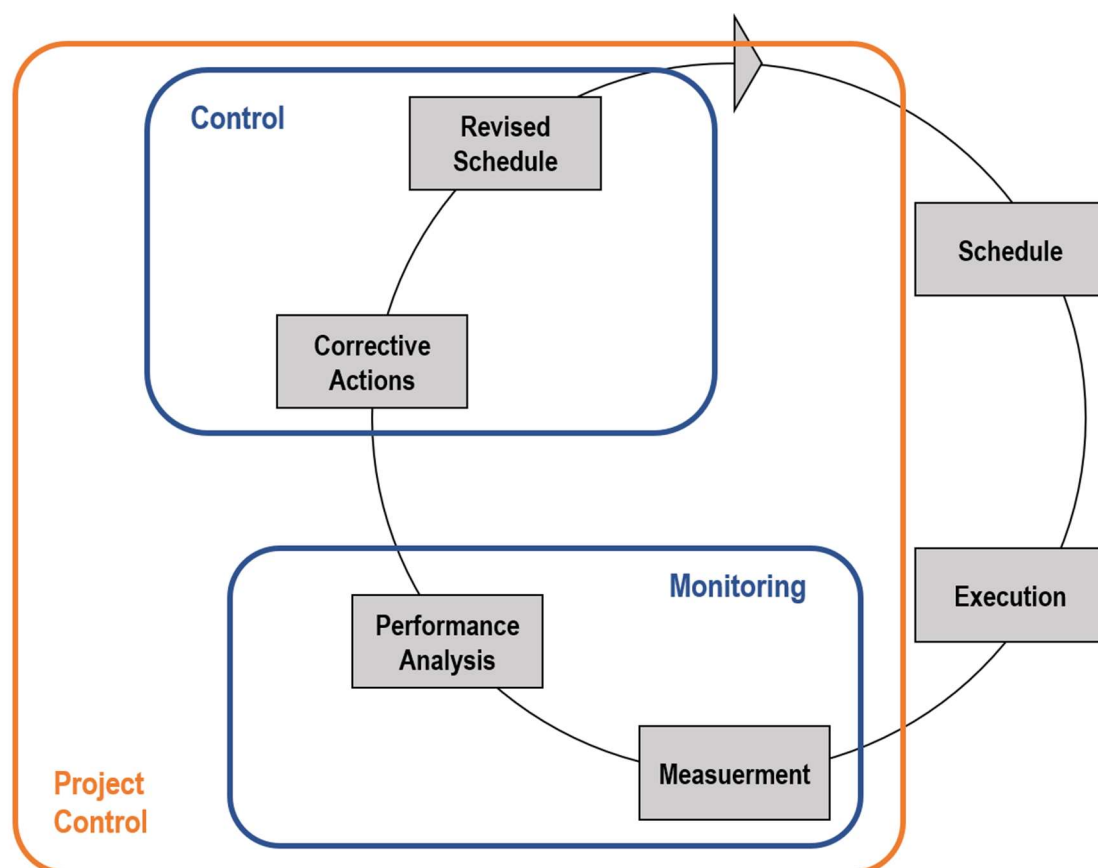 Control
Revised
Schedule
Schedule
Corrective
Actions
Monitoring
Execution
Performance
Analysis
Measuerment
Project
Control